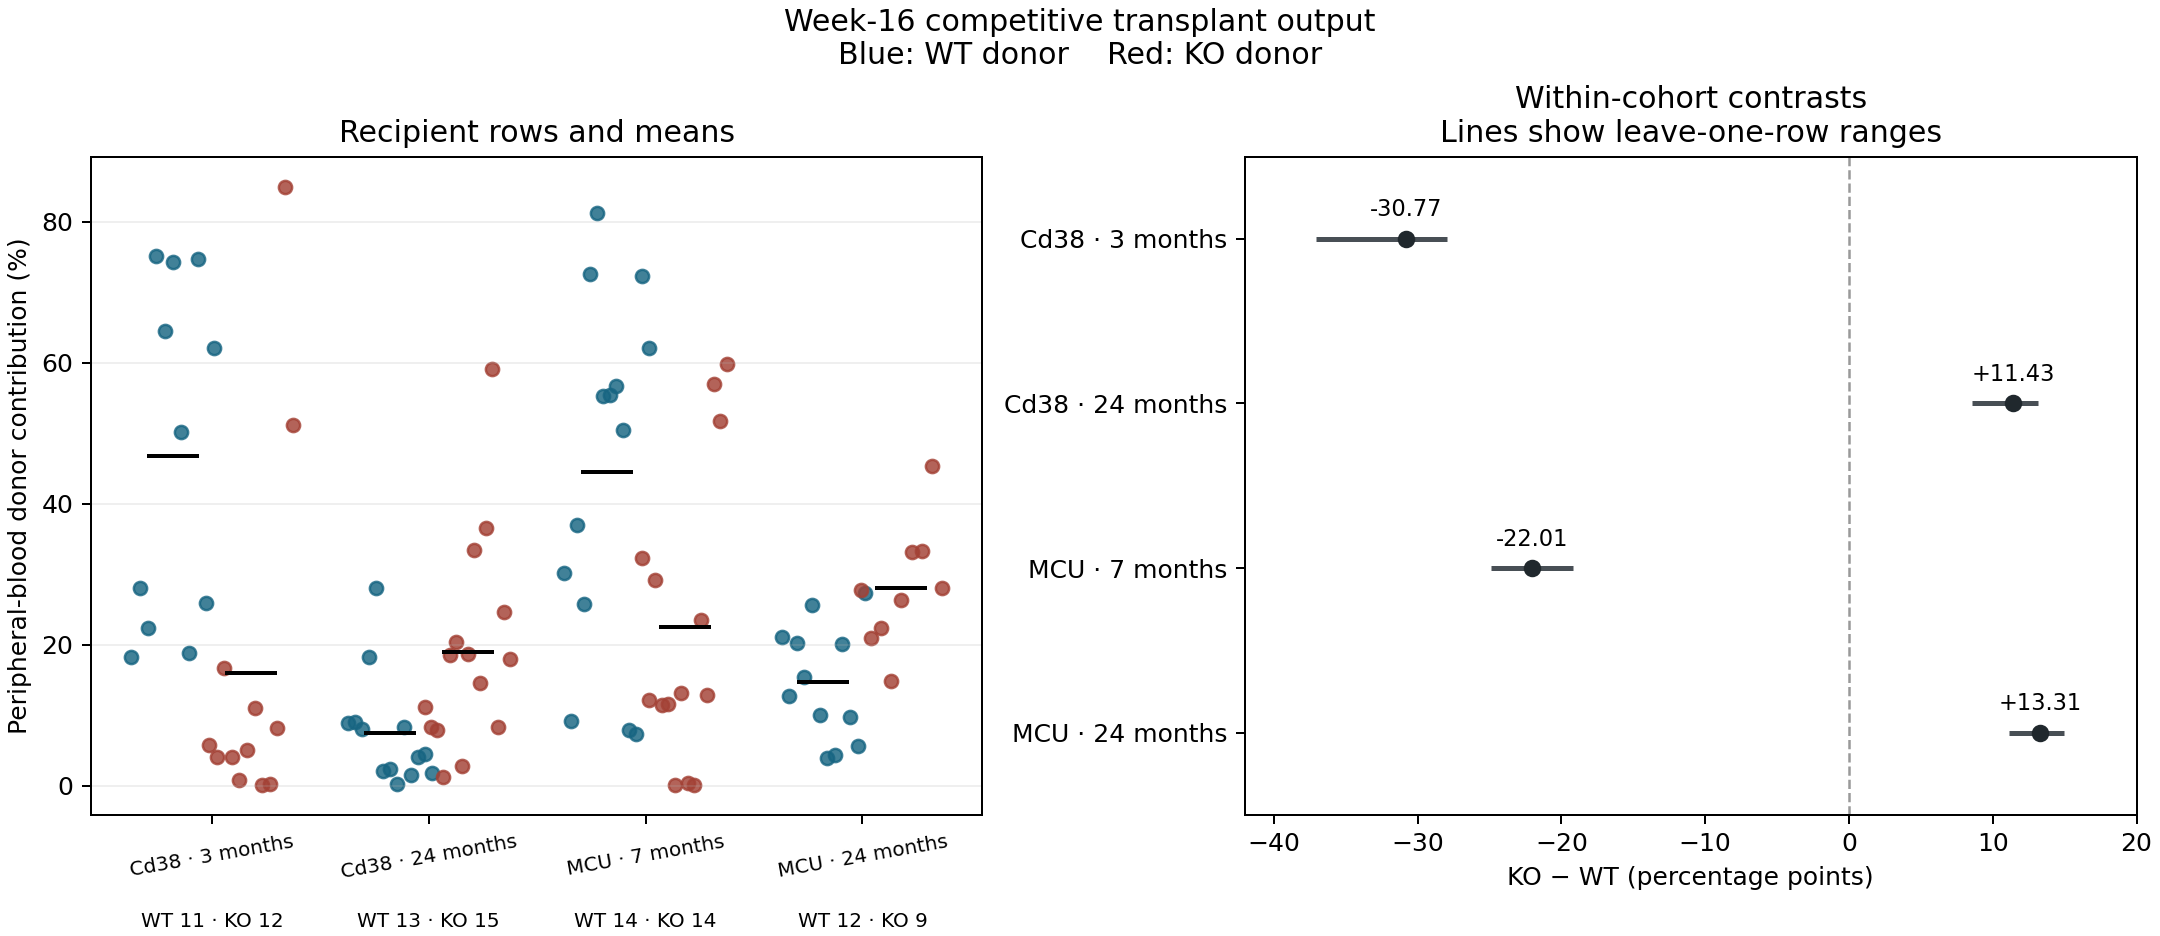 Week-16 competitive transplant output
Blue: WT donor    Red: KO donor
Recipient rows and means
Peripheral-blood donor contribution (%)
80
60
40
20
0
Cd38 · 3 months
Cd38 · 24 months
MCU · 7 months
MCU · 24 months
WT 11 · KO 12
WT 13 · KO 15
WT 14 · KO 14
WT 12 · KO 9
Within-cohort contrasts
Lines show leave-one-row ranges
Cd38 · 3 months
Cd38 · 24 months
MCU · 7 months
MCU · 24 months
-30.77
+11.43
-22.01
+13.31
−40
−30
−20
−10
0
10
20
KO − WT (percentage points)